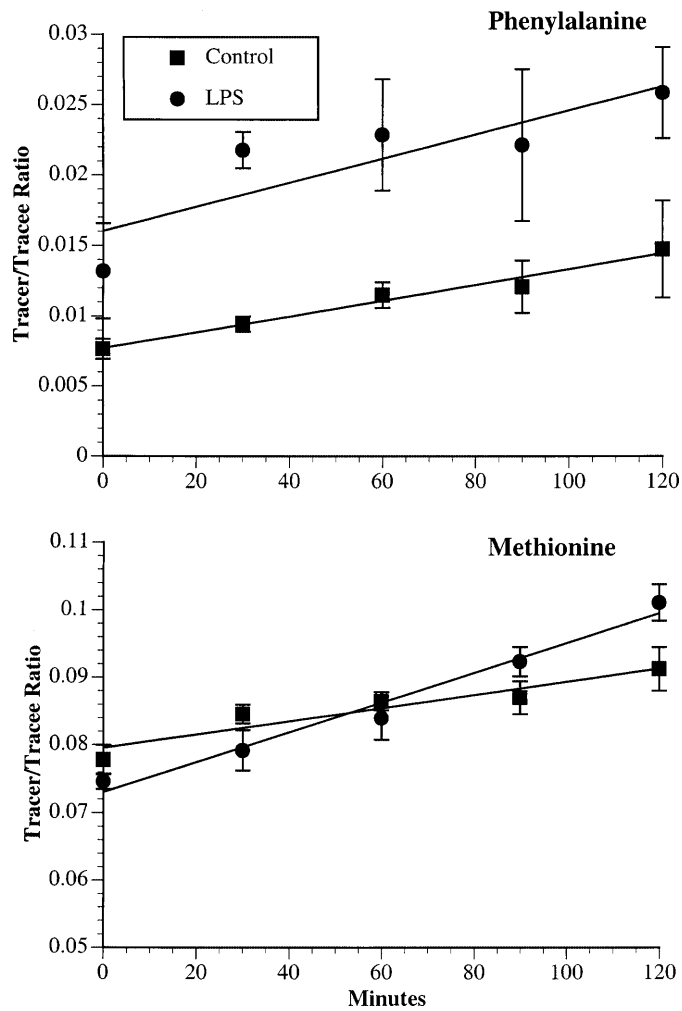 Phenylalanine
0.03
Control
LPS
0.025
0.02
0.015
0.01
0.005
0
Tracer/Tracee Ratio
0 20 40 60 80 100 120
Methionine
0.11
0.1
0.09
0.08
0.07
0.06
0.05
Tracer/Tracee Ratio
0 20 40 60 80 100 120
Minutes